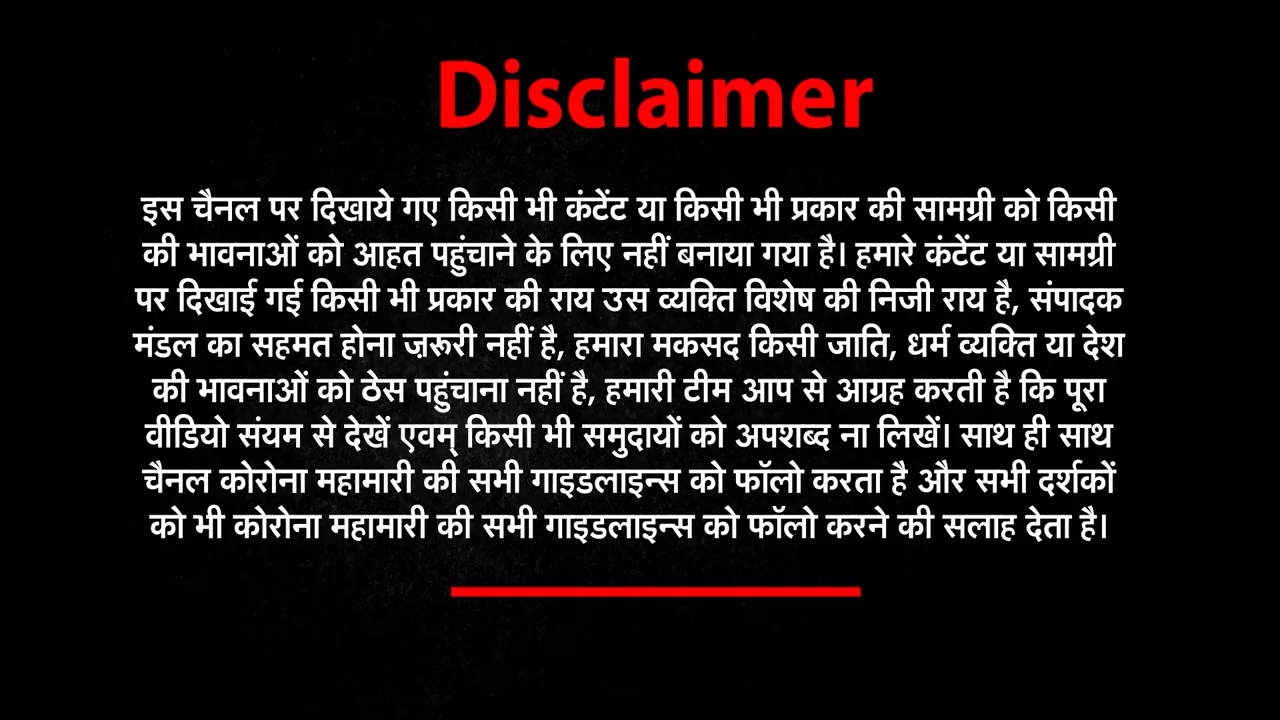 Disclaimer
इस चैनल पर दिखाये गए किसी भी कंटेंट या किसी भी प्रकार की सामग्री को किसी
की भावनाओं को आहत पहुंचाने के लिए नहीं बनाया गया है। हमारे कंटेंट या सामग्री
पर दिखाई गई किसी भी प्रकार की राय उस व्यक्ति विशेष की निजी राय है, संपादक
मंडल का सहमत होना ज़रूरी नहीं है, हमारा मकसद किसी जाति, धर्म व्यक्ति या देश
की भावनाओं को ठेस पहुंचाना नहीं है, हमारी टीम आप से आग्रह करती है कि पूरा
वीडियो संयम से देखें एवम् किसी भी समुदायों को अपशब्द ना लिखें। साथ ही साथ
चैनल कोरोना महामारी की सभी गाइडलाइन्स को फॉलो करता है और सभी दर्शकों
को भी कोरोना महामारी की सभी गाइडलाइन्स को फॉलो करने की सलाह देता है।